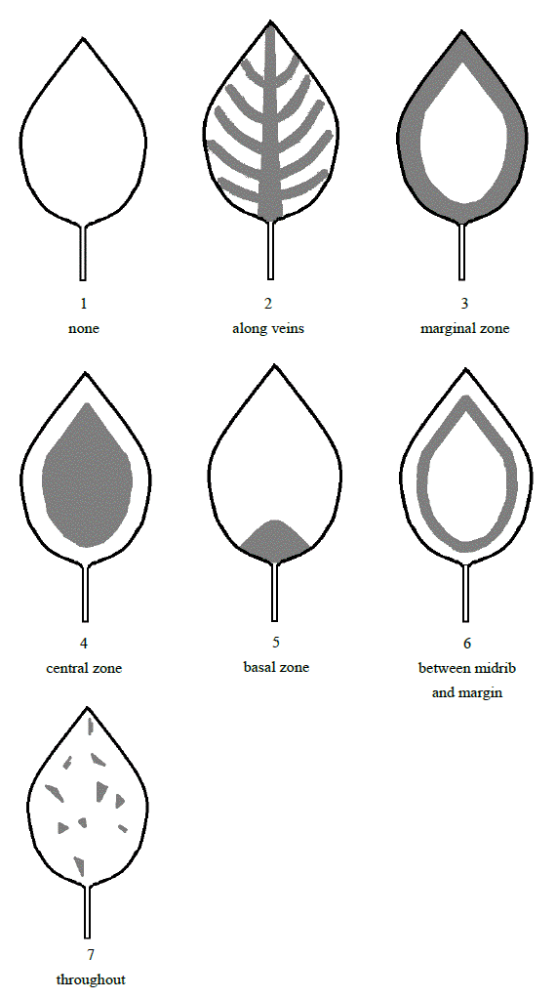 1
none
2
along veins
3
marginal zone
4
central zone
5
basal zone
6
between midrib
and margin
7
throughout